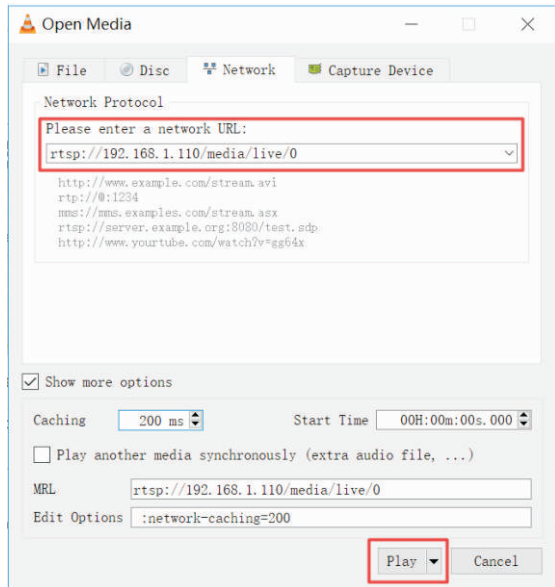 Open Media
File Disc Network Capture Device
Network Protocol
Please enter a network URL:
rtsp://192.168.1.110/media/live/0
http://www.example.com/stream.avi
rtp://@:1234
mms://mms.examples.com/stream.asx
rtsp://server.example.org:8080/test.sdp
http://www.yourtube.com/watch?v=gg64x
Show more options
Caching 200 ms Start Time 00H:00m:00s.000
Play another media synchronously (extra audio file, ...)
MRL rtsp://192.168.1.110/media/live/0
Edit Options :network-caching=200
Play Cancel